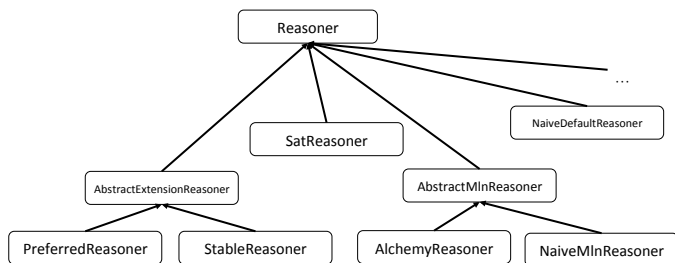 Reasoner
...
NaiveDefaultReasoner
SatReasoner
AbstractExtensionReasoner
AbstractMlnReasoner
PreferredReasoner
StableReasoner
AlchemyReasoner
NaiveMlnReasoner